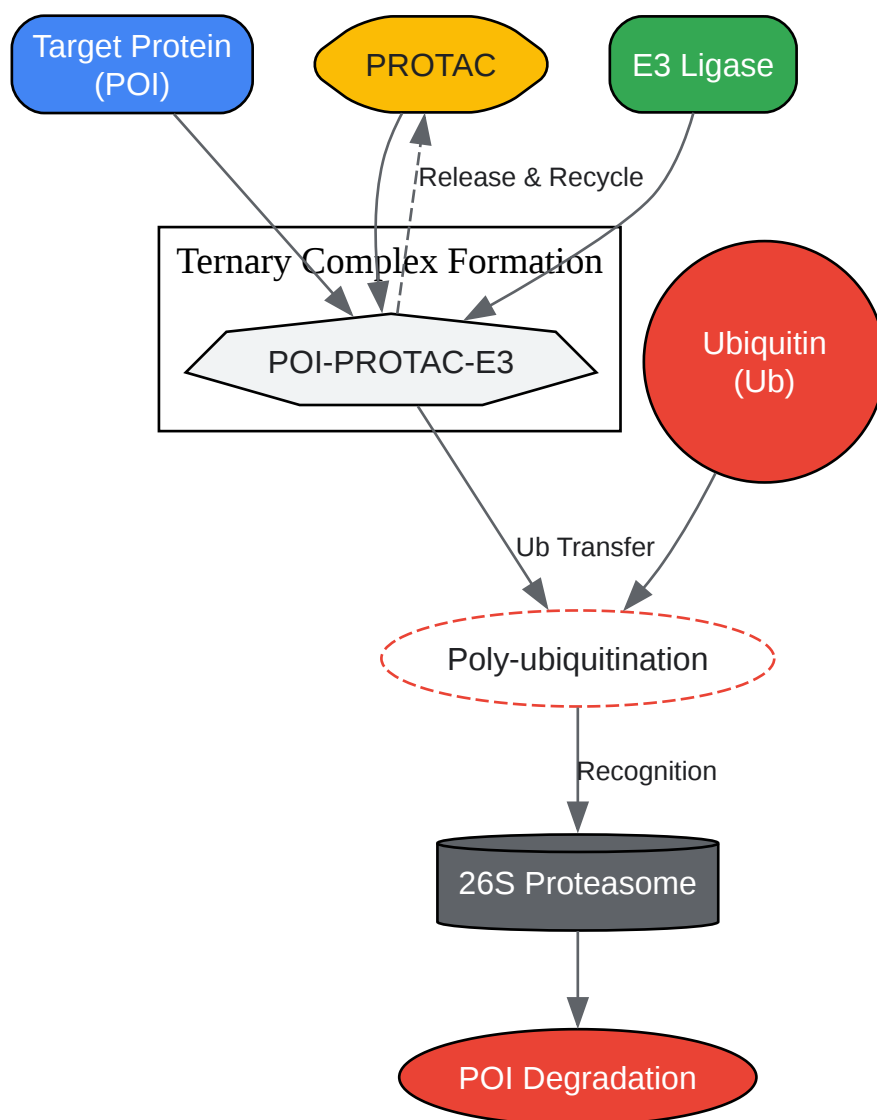 Target Protein
(POI)
PROTAC
E3 Ligase
Release & Recycle
Ternary Complex Formation
POI-PROTAC-E3
Ubiquitin
(Ub)
Ub Transfer
Poly-ubiquitination
Recognition
26S Proteasome
POI Degradation